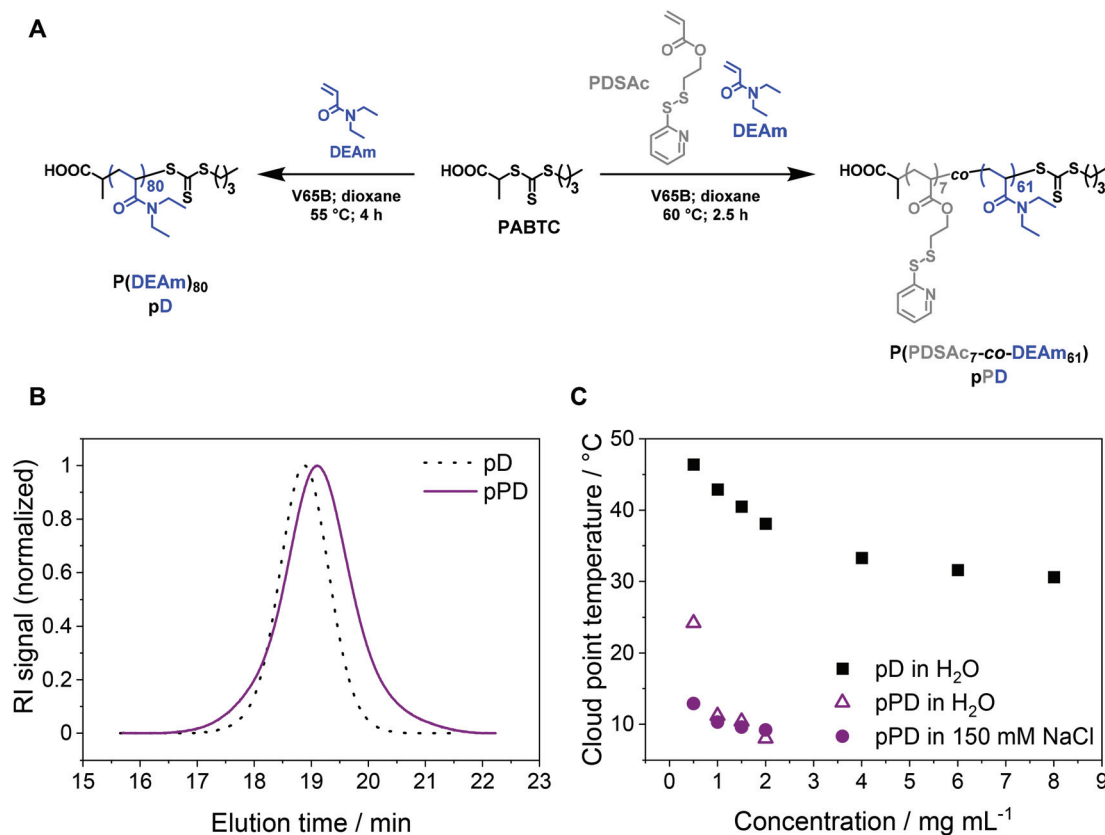 A
PDSAc
O
O
S
S
N
O
N
DEAm
O
N
DEAm
HOOC
80
S
S
S
3
O
N
V65B; dioxane
55 °C; 4 h
HOOC
S
S
S
3
PABTC
V65B; dioxane
60 °C; 2.5 h
HOOC
7
co
61
S
S
S
3
O
O
O
N
S
S
N
P(DEAm)80
pD
P(PDSAc7-co-DEAm61)
pPD
B
RI signal (normalized)
1
0.8
0.6
0.4
0.2
0
pD
pPD
15 16 17 18 19 20 21 22 23
Elution time / min
C
Cloud point temperature / °C
50
40
30
20
10
pD in H2O
pPD in H2O
pPD in 150 mM NaCl
0 1 2 3 4 5 6 7 8 9
Concentration / mg mL-1